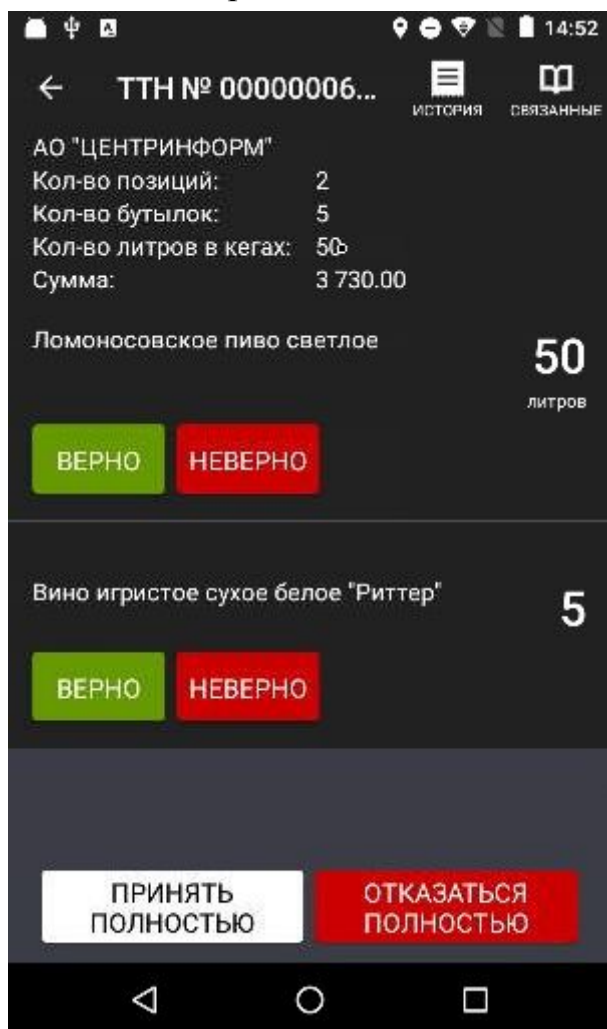 14:52
ТТН № 00000006...
ИСТОРИЯ
СВЯЗАННЫЕ
АО "ЦЕНТРИНФОРМ"
Кол-во позиций: 2
Кол-во бутылок: 5
Кол-во литров в кегах: 50
Сумма: 3 730.00
Ломоносовское пиво светлое
50
литров
ВЕРНО НЕВЕРНО
Вино игристое сухое белое "Риттер"
5
ВЕРНО НЕВЕРНО
ПРИНЯТЬ
ПОЛНОСТЬЮ
ОТКАЗАТЬСЯ
ПОЛНОСТЬЮ